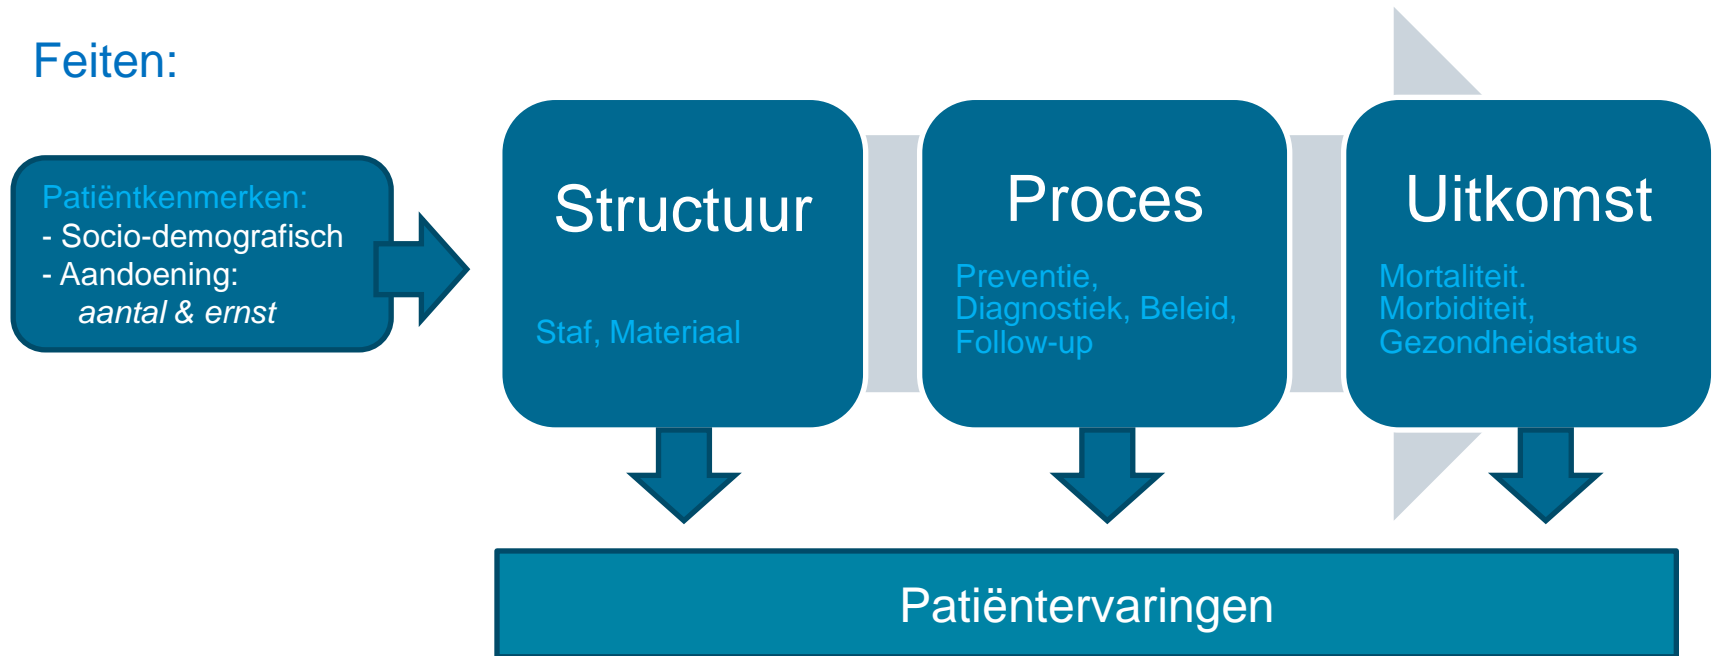 Feiten:
Patiëntkenmerken:
- Socio-demografisch
- Aandoening:
aantal & ernst
Structuur
Staf, Materiaal
Proces
Preventie,
Diagnostiek, Beleid,
Follow-up
Uitkomst
Mortaliteit.
Morbiditeit,
Gezondheidstatus
Patiëntervaringen